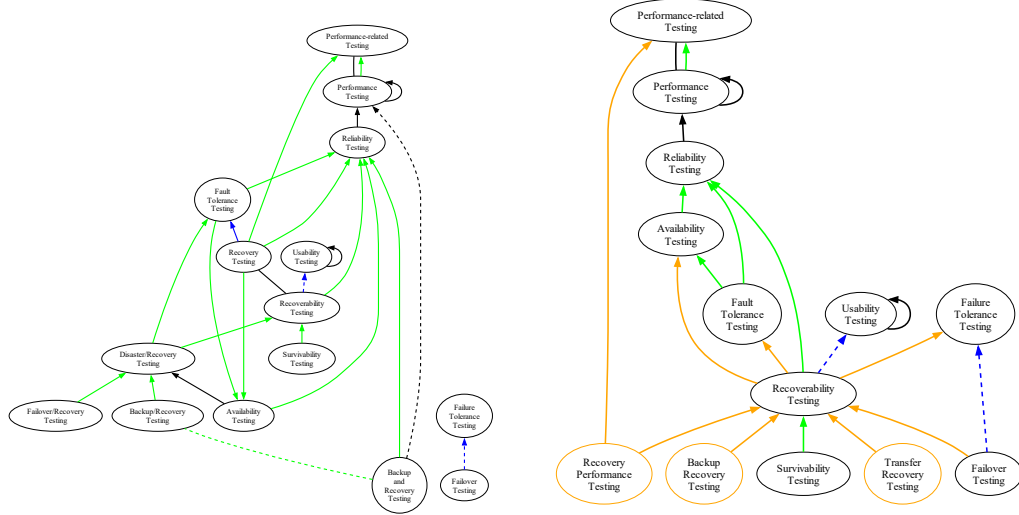 Performance-related
Testing
Performance
Testing
Reliability
Testing
Fault
Tolerance
Testing
Recovery
Testing
Usability
Testing
Recoverability
Testing
Disaster/Recovery
Testing
Survivability
Testing
Failover/Recovery
Testing
Backup/Recovery
Testing
Availability
Testing
Failure
Tolerance
Testing
Backup
and
Recovery
Testing
Failover
Testing
Performance-related
Testing
Performance
Testing
Reliability
Testing
Availability
Testing
Fault
Tolerance
Testing
Usability
Testing
Failure
Tolerance
Testing
Recoverability
Testing
Recovery
Performance
Testing
Backup
Recovery
Testing
Survivability
Testing
Transfer
Recovery
Testing
Failover
Testing